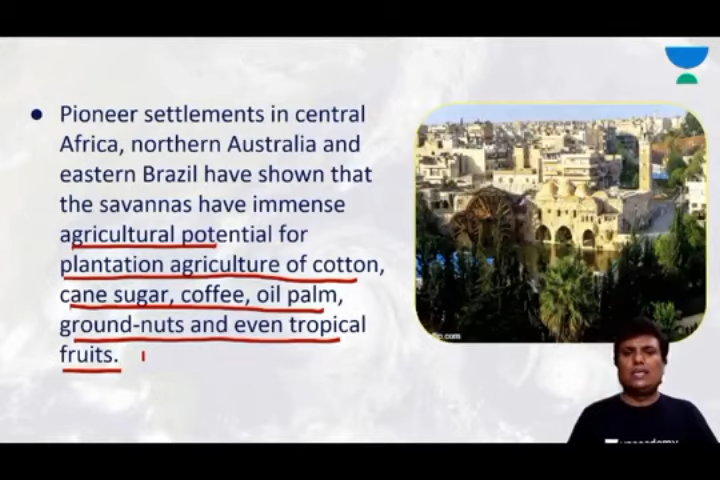 Pioneer settlements in central
Africa, northern Australia and
eastern Brazil have shown that
the savannas have immense
agricultural potential for
plantation agriculture of cotton,
cane sugar, coffee, oil palm,
ground-nuts and even tropical
fruits.